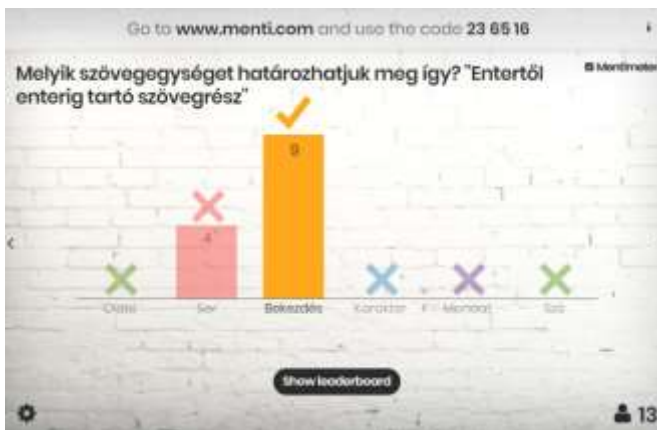 Go to www.menti.com and use the code 23 65 16
Melyik szövegegységet határozhatjuk meg így? "Entertől
enterig tartó szövegrész"
Mentimeter
9
4
Oldal Sor Bekezdés Karakter Mondat Szó
Show leaderboard
13